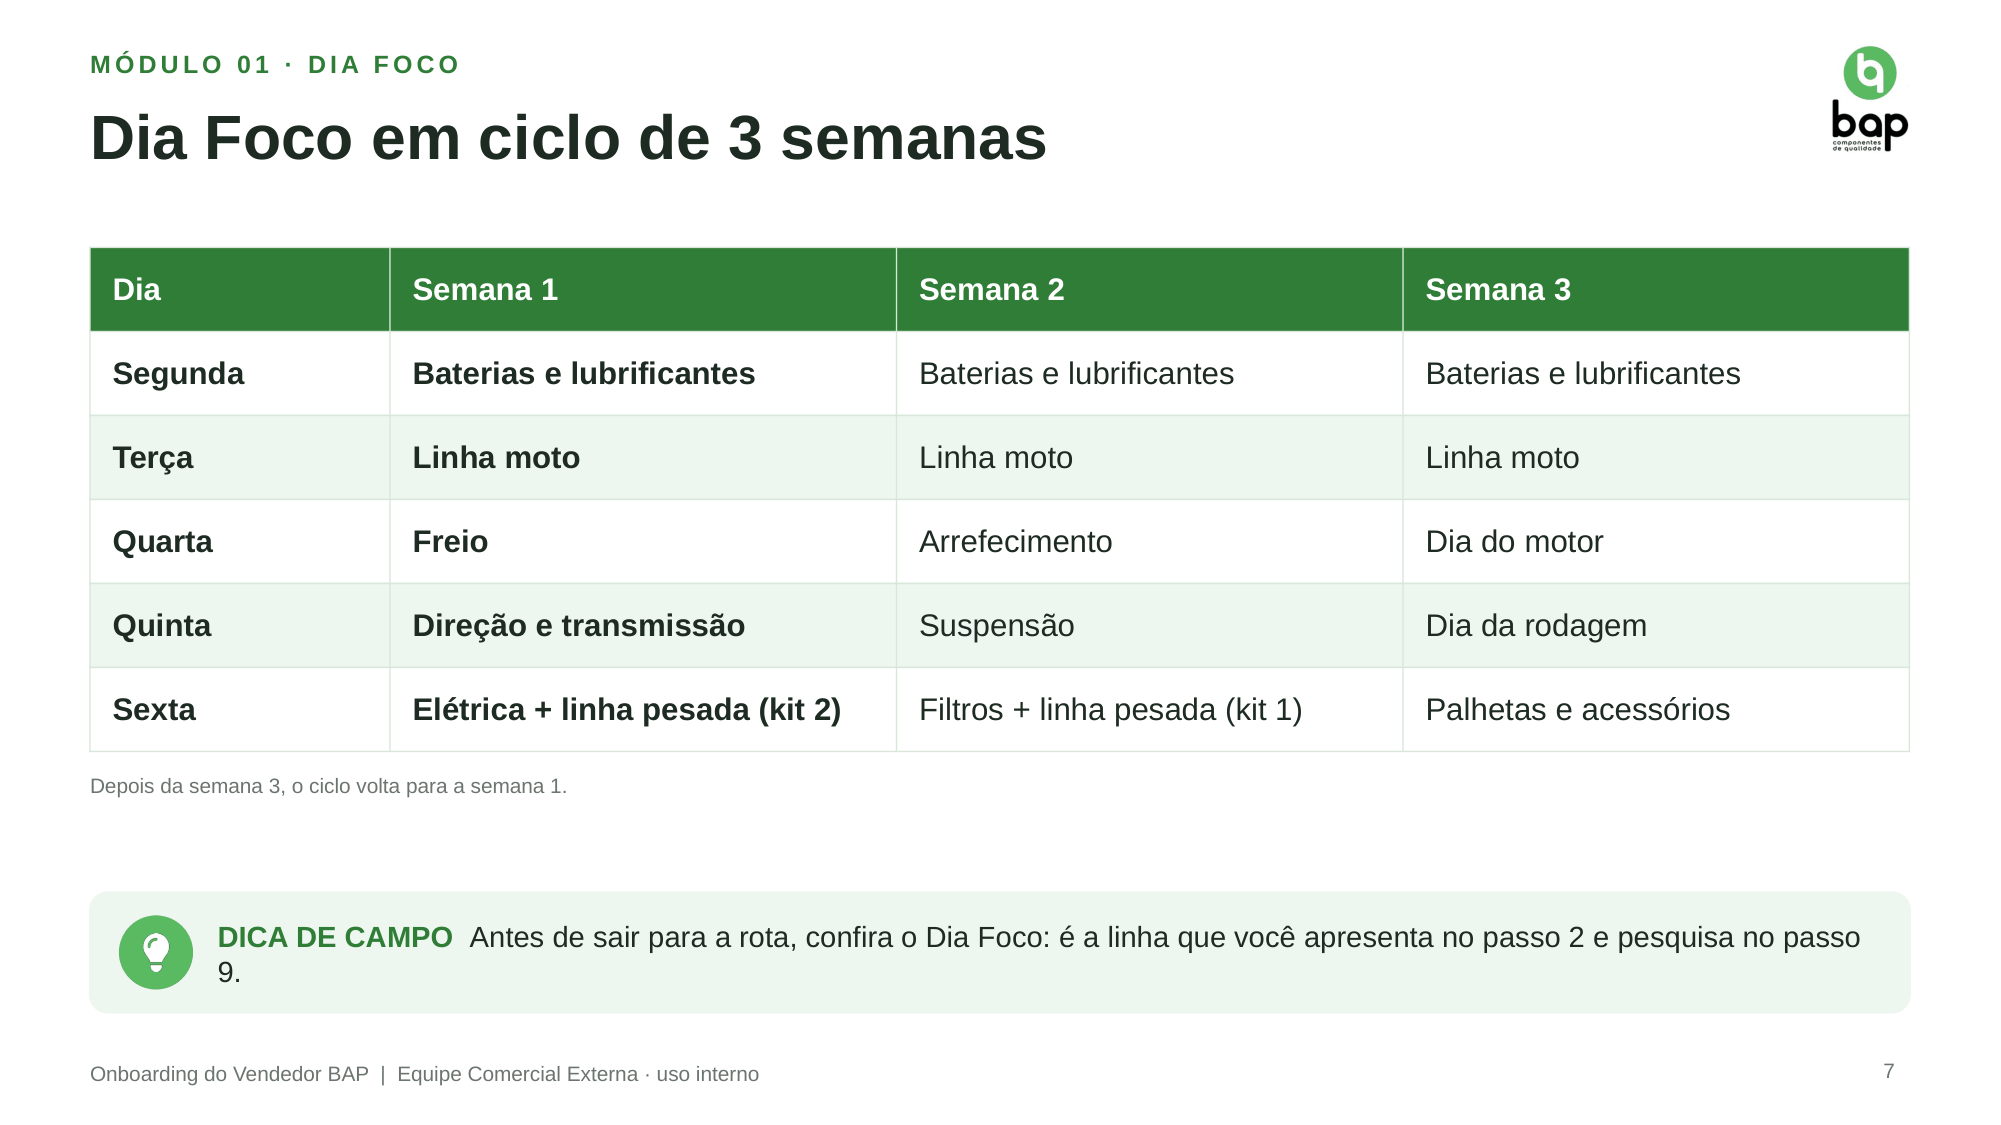 MÓDULO 01 · DIA FOCO
Dia Foco em ciclo de 3 semanas
bap
componentes
de qualidade
Dia Semana 1 Semana 2 Semana 3
Segunda Baterias e lubrificantes Baterias e lubrificantes Baterias e lubrificantes
Terça Linha moto Linha moto Linha moto
Quarta Freio Arrefecimento Dia do motor
Quinta Direção e transmissão Suspensão Dia da rodagem
Sexta Elétrica + linha pesada (kit 2) Filtros + linha pesada (kit 1) Palhetas e acessórios
Depois da semana 3, o ciclo volta para a semana 1.
DICA DE CAMPO Antes de sair para a rota, confira o Dia Foco: é a linha que você apresenta no passo 2 e pesquisa no passo
9.
Onboarding do Vendedor BAP | Equipe Comercial Externa · uso interno
7